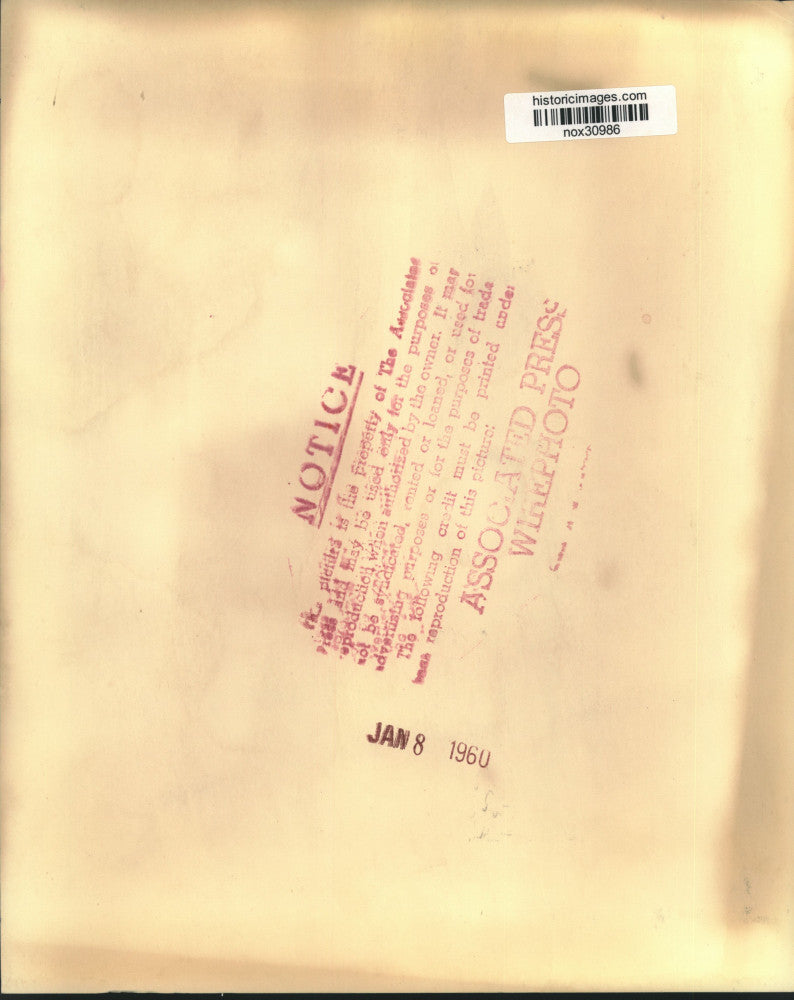 historicimages.com
nox30986
NOTICE
picture is the property of The Associated
Press and may be used only for the purposes of
reproduction when authorized by the owner. It may
not be syndicated, rented or loaned, or used for
advertising purposes or for the purposes of trade
The following credit must be printed under
each reproduction of this picture:
ASSOCIATED PRESS
WIREPHOTO
JAN 8 1960